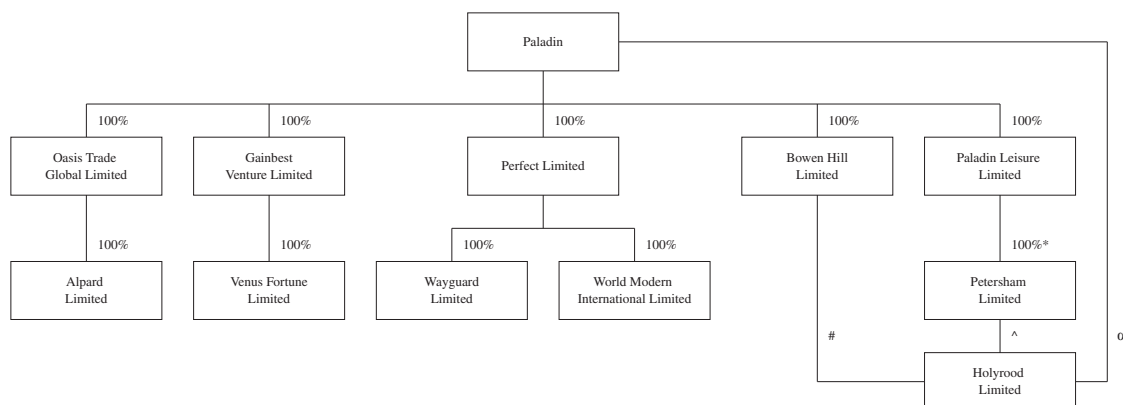 Paladin
100%
100%
100%
100%
100%
Oasis Trade
Global Limited
Gainbest
Venture Limited
Perfect Limited
Bowen Hill
Limited
Paladin Leisure
Limited
100%
100%
100%
100%
100%*
Alpard
Limited
Venus Fortune
Limited
Wayguard
Limited
World Modern
International Limited
Petersham
Limited
#
^
α
Holyrood
Limited